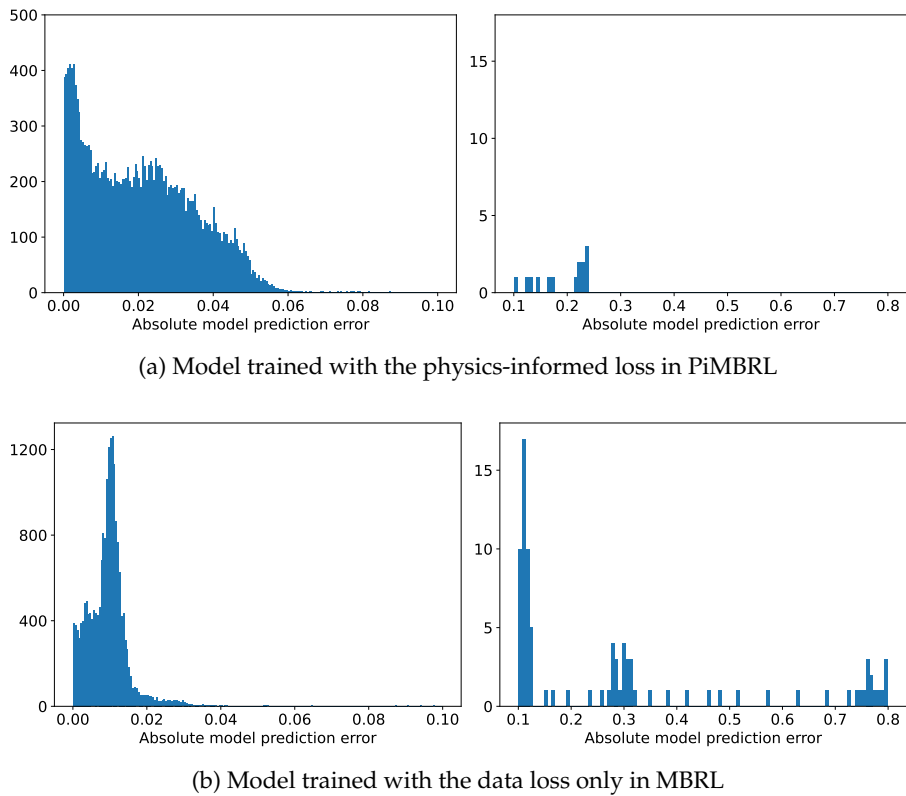 500
400
300
200
100
0
0.00 0.02 0.04 0.06 0.08 0.10
Absolute model prediction error
15
10
5
0
0.1 0.2 0.3 0.4 0.5 0.6 0.7 0.8
Absolute model prediction error
(a) Model trained with the physics-informed loss in PiMBRL
1200
800
400
0
0.00 0.02 0.04 0.06 0.08 0.10
Absolute model prediction error
15
10
5
0
0.1 0.2 0.3 0.4 0.5 0.6 0.7 0.8
Absolute model prediction error
(b) Model trained with the data loss only in MBRL